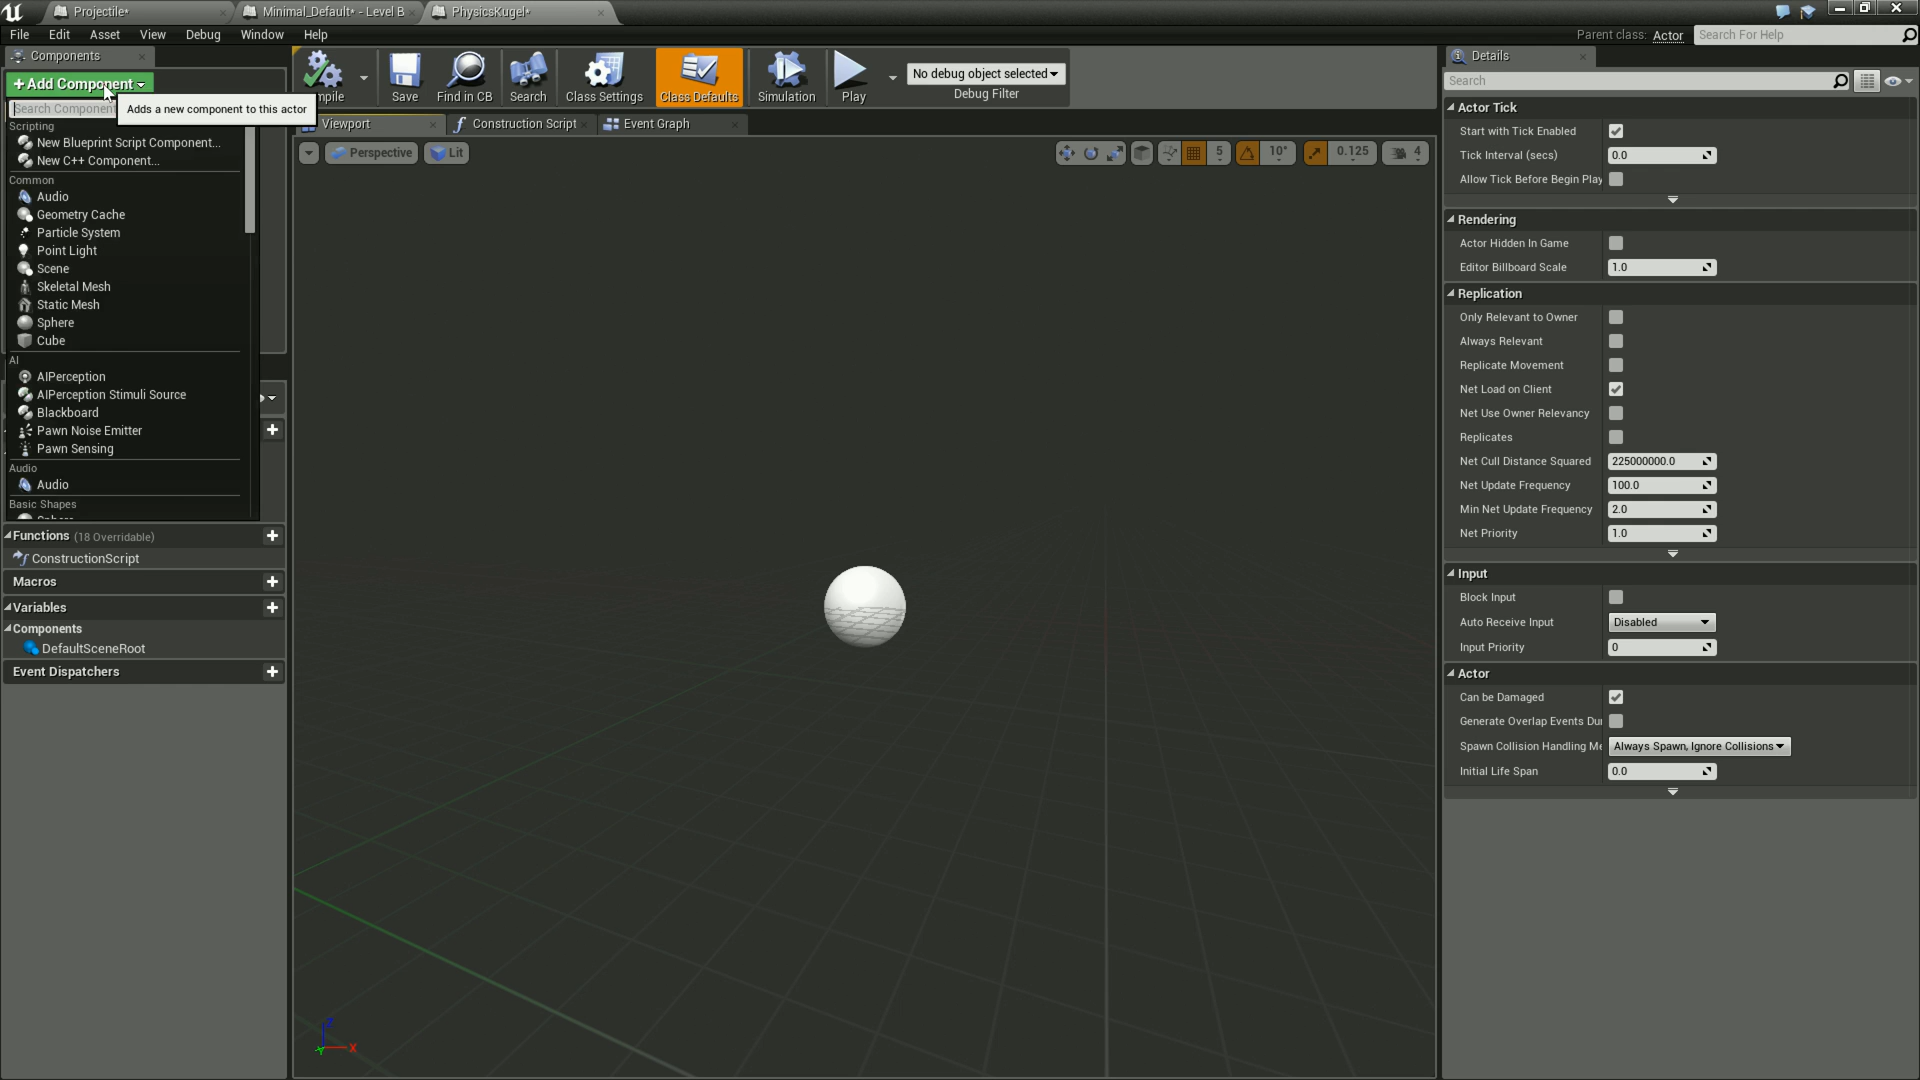 Projectile*
Minimal_Default* - Level B
PhysicsKugel*
File Edit Asset View Debug Window Help
Parent class: Actor
Search For Help
Components
+Add Component
Search Component
Adds a new component to this actor
Scripting
New Blueprint Script Component...
New C++ Component...
Common
Audio
Geometry Cache
Particle System
Point Light
Scene
Skeletal Mesh
Static Mesh
Sphere
Cube
AI
AIPerception
AIPerception Stimuli Source
Blackboard
Pawn Noise Emitter
Pawn Sensing
Audio
Audio
Basic Shapes
Functions (18 Overridable)
ConstructionScript
Macros
Variables
Components
DefaultSceneRoot
Event Dispatchers
mpile
Save
Find in CB
Search
Class Settings
Class Defaults
Simulation
Play
No debug object selected
Debug Filter
Viewport
Construction Script
Event Graph
Perspective
Lit
5
10°
0.125
4
Z
X
Y
Details
Search
Actor Tick
Start with Tick Enabled
Tick Interval (secs) 0.0
Allow Tick Before Begin Play
Rendering
Actor Hidden In Game
Editor Billboard Scale 1.0
Replication
Only Relevant to Owner
Always Relevant
Replicate Movement
Net Load on Client
Net Use Owner Relevancy
Replicates
Net Cull Distance Squared 225000000.0
Net Update Frequency 100.0
Min Net Update Frequency 2.0
Net Priority 1.0
Input
Block Input
Auto Receive Input Disabled
Input Priority 0
Actor
Can be Damaged
Generate Overlap Events Du
Spawn Collision Handling Me Always Spawn, Ignore Collisions
Initial Life Span 0.0